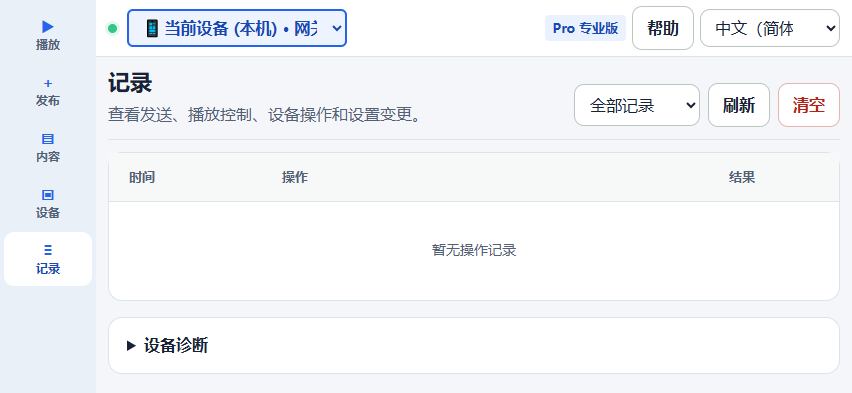 播放
发布
内容
设备
记录
当前设备 (本机) • 网
Pro 专业版
帮助
中文（简体
记录
查看发送、播放控制、设备操作和设置变更。
全部记录
刷新
清空
时间 操作 结果
暂无操作记录
设备诊断